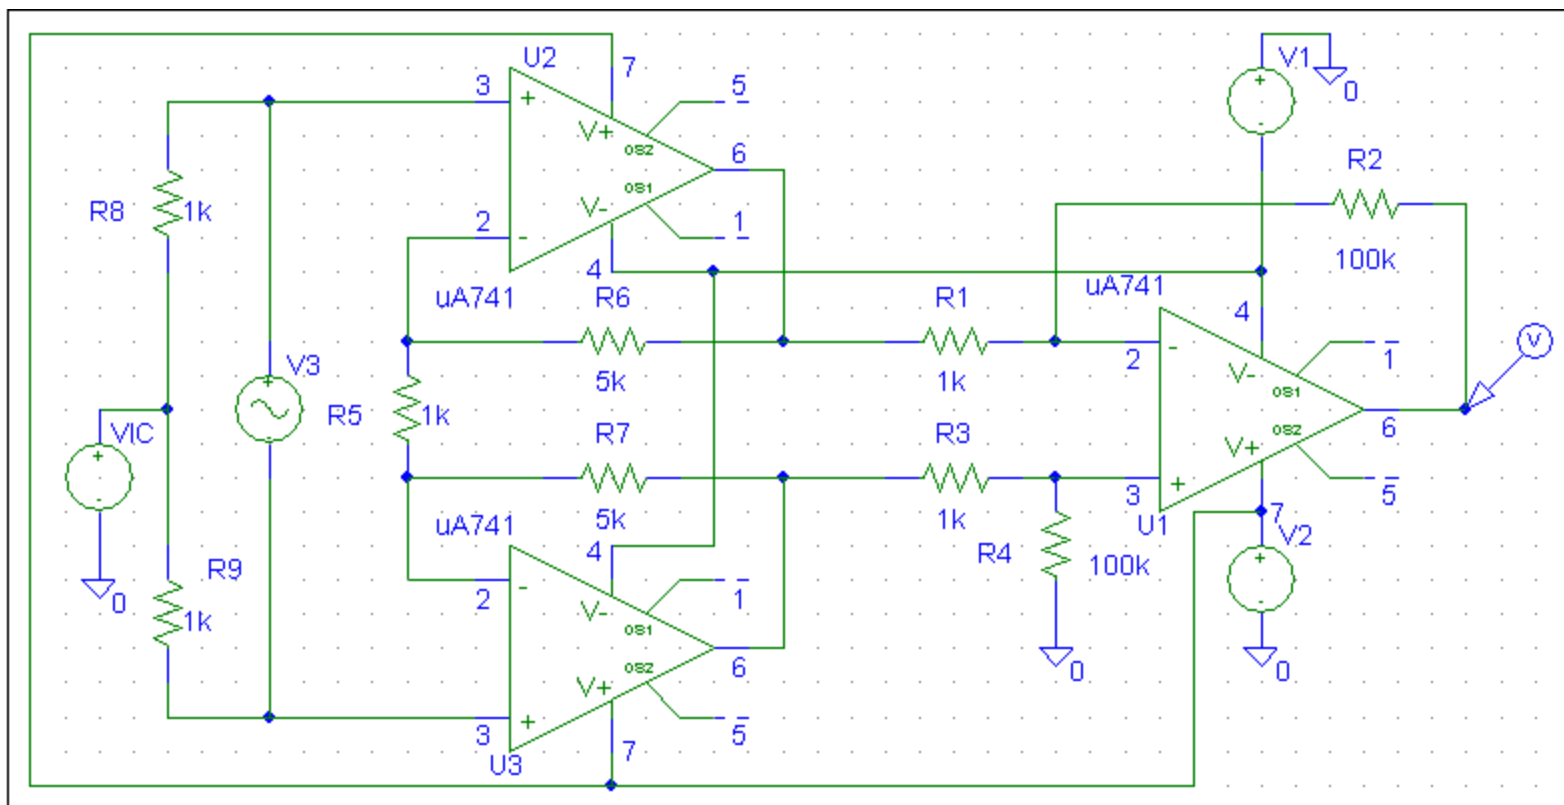 U2
7
V1
3
+
5
+
0
V+
OS2
-
6
R2
R8
1k
OS1
V-
2
-
1
4
100k
uA741
R6
R1
uA741
4
2
-
1
V
V3
5k
1k
V-
OS1
+
R5
1k
R7
R3
OS2
6
VIC
V+
+
-
5k
1k
3
+
5
-
uA741
4
U1
7
V2
R4
100k
+
R9
2
-
1
0
1k
V-
OS1
-
OS2
6
0
0
V+
3
+
5
U3
7